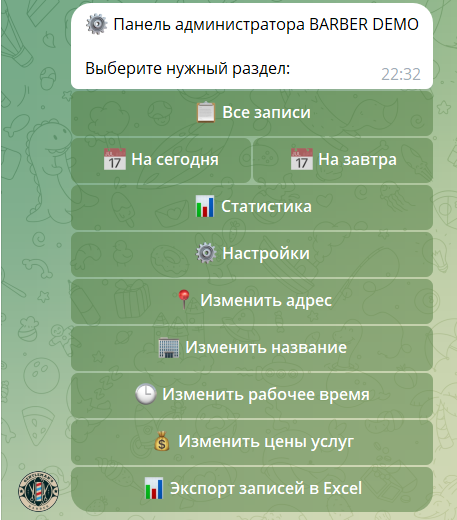 ⚙️ Панель администратора BARBER DEMO
Выберите нужный раздел:
22:32
📋 Все записи
📅 На сегодня
📅 На завтра
📊 Статистика
⚙️ Настройки
📍 Изменить адрес
🏢 Изменить название
🕒 Изменить рабочее время
💰 Изменить цены услуг
📊 Экспорт записей в Excel